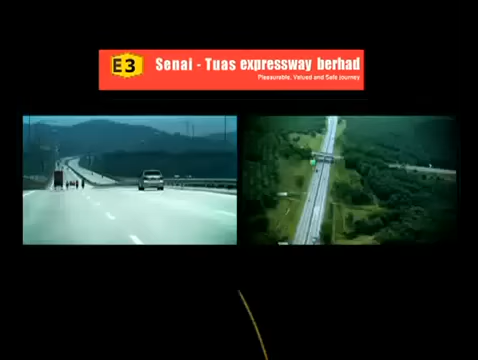 E3
Senai - Tuas expressway berhad
Pleasurable, Valued and Safe Journey